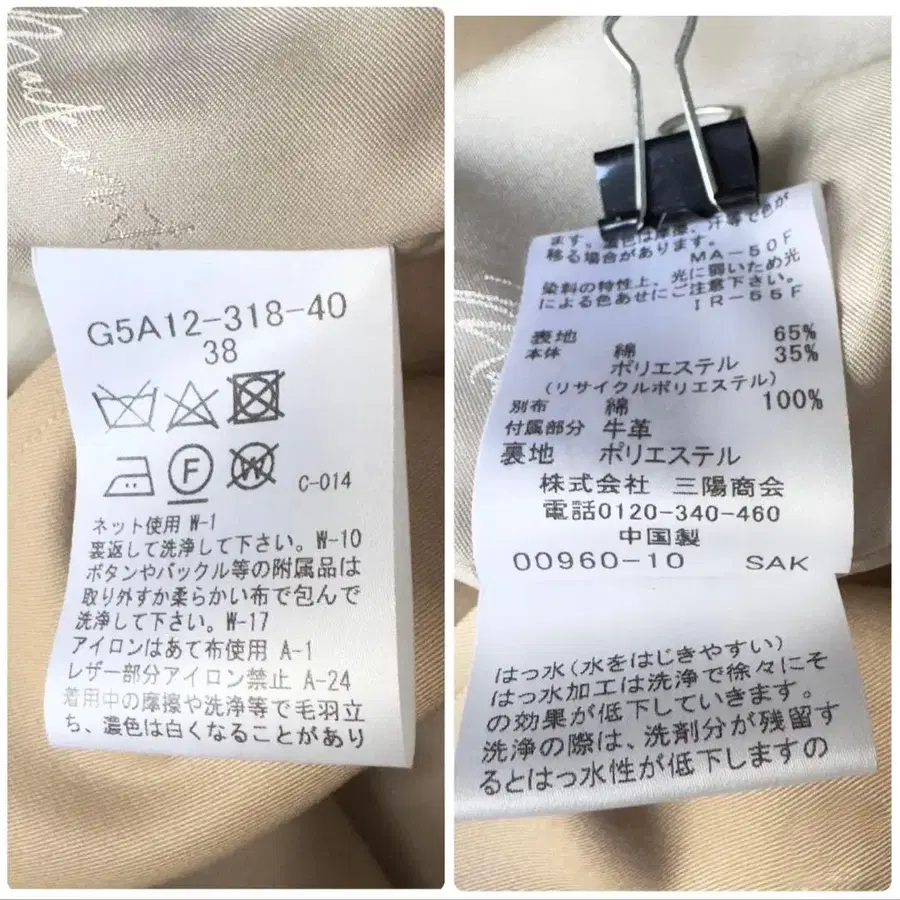 G5A12-318-40
38
F
W
C-014
ネット使用 W-1
裏返して洗浄して下さい。W-10
ボタンやバックル等の附属品は
取り外すか柔らかい布で包んで
洗浄して下さい。W-17
アイロンはあて布使用 A-1
レザー部分アイロン禁止 A-24
着用中の摩擦や洗浄等で毛羽立
ち、濃色は白くなることがあり
ます。濃色は摩擦、汗等で色が
移る場合があります。
MA-50F
染料の特性上、光に弱いため光
による色あせにご注意下さい。
IR-55F
表地 65%
本体 綿 35%
ポリエステル
(リサイクルポリエステル)
別布 綿 100%
付属部分 牛革
裏地 ポリエステル
株式会社 三陽商会
電話0120-340-460
中国製
00960-10 SAK
はっ水(水をはじきやすい)
はっ水加工は洗浄で徐々にそ
の効果が低下していきます。
洗浄の際は、洗剤分が残留す
るとはっ水性が低下しますの